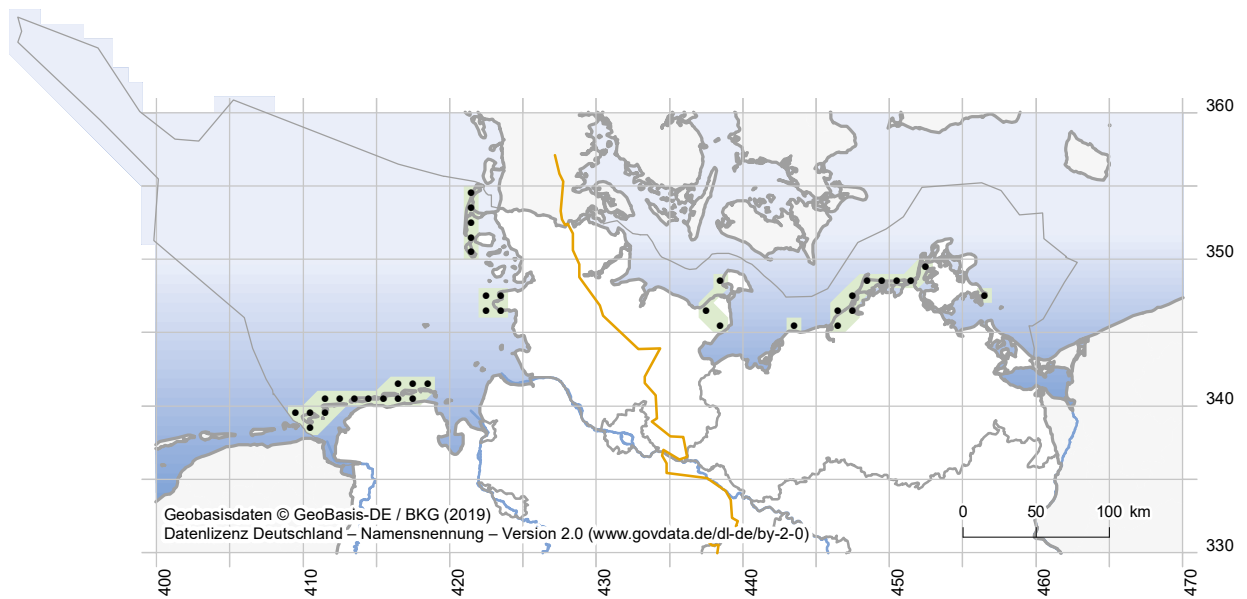 360
350
340
Geobasisdaten © GeoBasis-DE / BKG (2019)
Datenlizenz Deutschland – Namensnennung – Version 2.0 (www.govdata.de/dl-de/by-2-0)
0 50 100 km
330
400 410 420 430 440 450 460 470